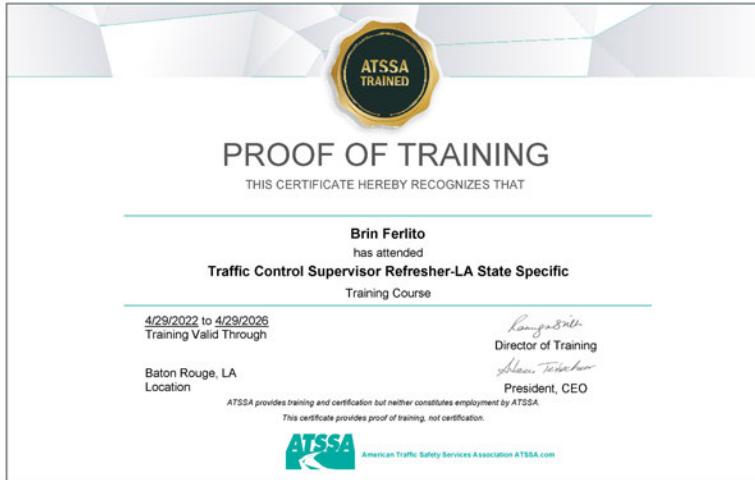 ATSSA
TRAINED
PROOF OF TRAINING
THIS CERTIFICATE HEREBY RECOGNIZES THAT
Brin Ferlito
has attended
Traffic Control Supervisor Refresher-LA State Specific
Training Course
4/29/2022 to 4/29/2026
Training Valid Through
Director of Training
Baton Rouge, LA
Location
President, CEO
ATSSA provides training and certification but neither constitutes employment by ATSSA.
This certificate provides proof of training, not certification.
ATSSA
American Traffic Safety Services Association ATSSA.com